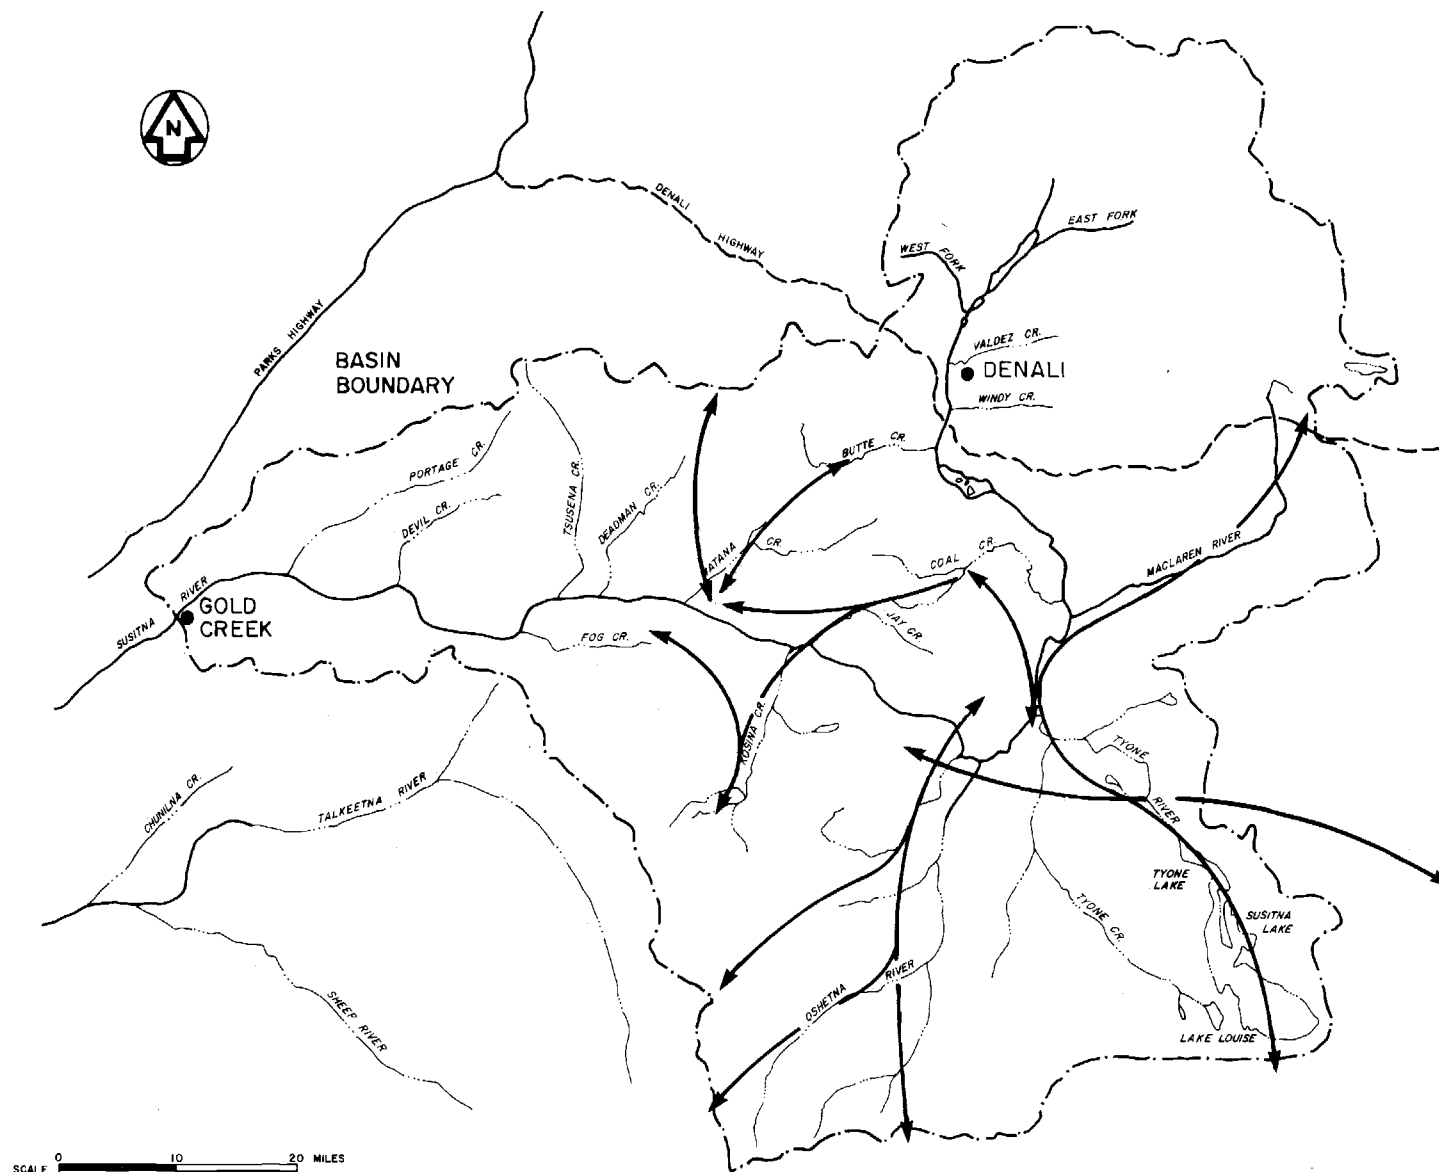 N
DENALI
HIGHWAY
PARKS HIGHWAY
WEST FORK
EAST FORK
VALDEZ CR.
DENALI
WINDY CR.
BASIN
BOUNDARY
PORTAGE CR.
DEVIL CR.
TSUSENA CR.
DEADMAN CR.
BUTTE CR.
WATANA CR.
COAL CR.
MACLAREN RIVER
SUSITNA RIVER
GOLD
CREEK
FOG CR.
JAY CR.
KOSINA CR.
CHUNILNA CR.
TALKEETNA RIVER
TYONE RIVER
TYONE
LAKE
SUSITNA
LAKE
TYONE CR.
OSHETNA RIVER
SHEEP RIVER
LAKE LOUISE
SCALE 0 10 20 MILES